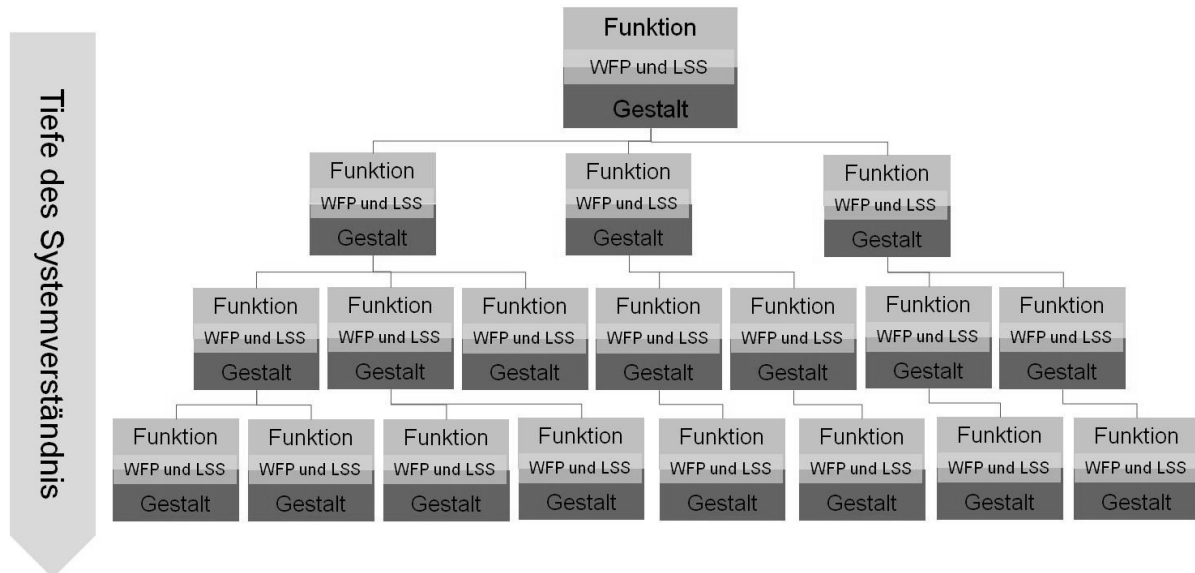 Tiefe des Systemverständnis
Funktion
WFP und LSS
Gestalt
Funktion
WFP und LSS
Gestalt
Funktion
WFP und LSS
Gestalt
Funktion
WFP und LSS
Gestalt
Funktion
WFP und LSS
Gestalt
Funktion
WFP und LSS
Gestalt
Funktion
WFP und LSS
Gestalt
Funktion
WFP und LSS
Gestalt
Funktion
WFP und LSS
Gestalt
Funktion
WFP und LSS
Gestalt
Funktion
WFP und LSS
Gestalt
Funktion
WFP und LSS
Gestalt
Funktion
WFP und LSS
Gestalt
Funktion
WFP und LSS
Gestalt
Funktion
WFP und LSS
Gestalt
Funktion
WFP und LSS
Gestalt
Funktion
WFP und LSS
Gestalt
Funktion
WFP und LSS
Gestalt
Funktion
WFP und LSS
Gestalt